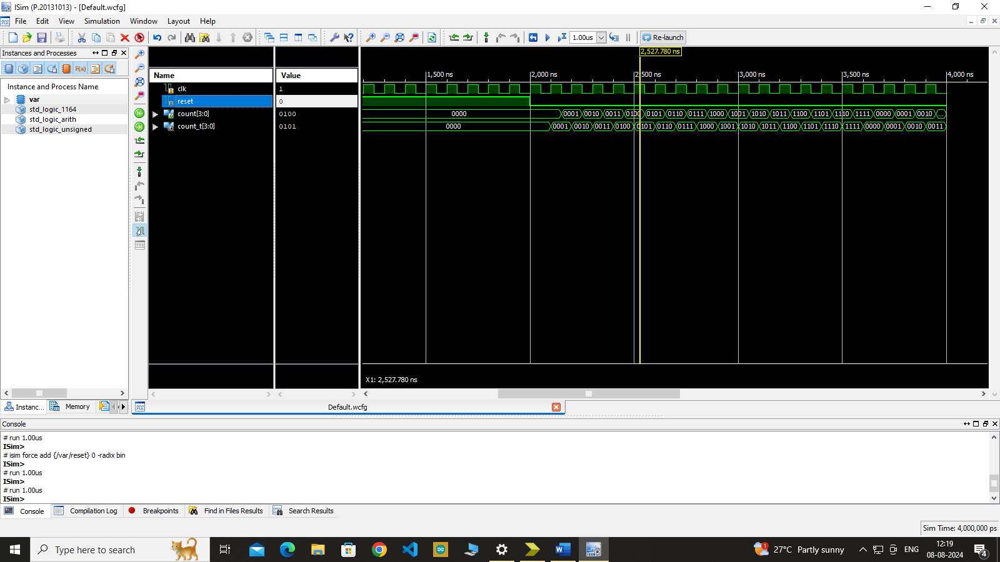 ISim (P.20131013) - [Default.wcfg]
File Edit View Simulation Window Layout Help
1.00us Re-launch
Instances and Processes
Instance and Process Name
var
std_logic_1164
std_logic_arith
std_logic_unsigned
Name Value
clk 1
reset 0
count[3:0] 0100
count_t[3:0] 0101
2,527.780 ns
1,500 ns 2,000 ns 2,500 ns 3,000 ns 3,500 ns 4,000 ns
0000 0001 0010 0011 0100 0101 0110 0111 1000 1001 1010 1011 1100 1101 1110 1111 0000 0001 0010 ...
0000 0001 0010 0011 0100 0101 0110 0111 1000 1001 1010 1011 1100 1101 1110 1111 0000 0001 0010 0011
X1: 2,527.780 ns
Instanc... Memory
Default.wcfg
Console
# run 1.00us
ISim>
# isim force add {/var/reset} 0 -radix bin
ISim>
# run 1.00us
ISim>
# run 1.00us
ISim>
Console Compilation Log Breakpoints Find in Files Results Search Results
Sim Time: 4,000,000 ps
Type here to search
1 27°C Partly sunny ENG
12:19
08-08-2024
4